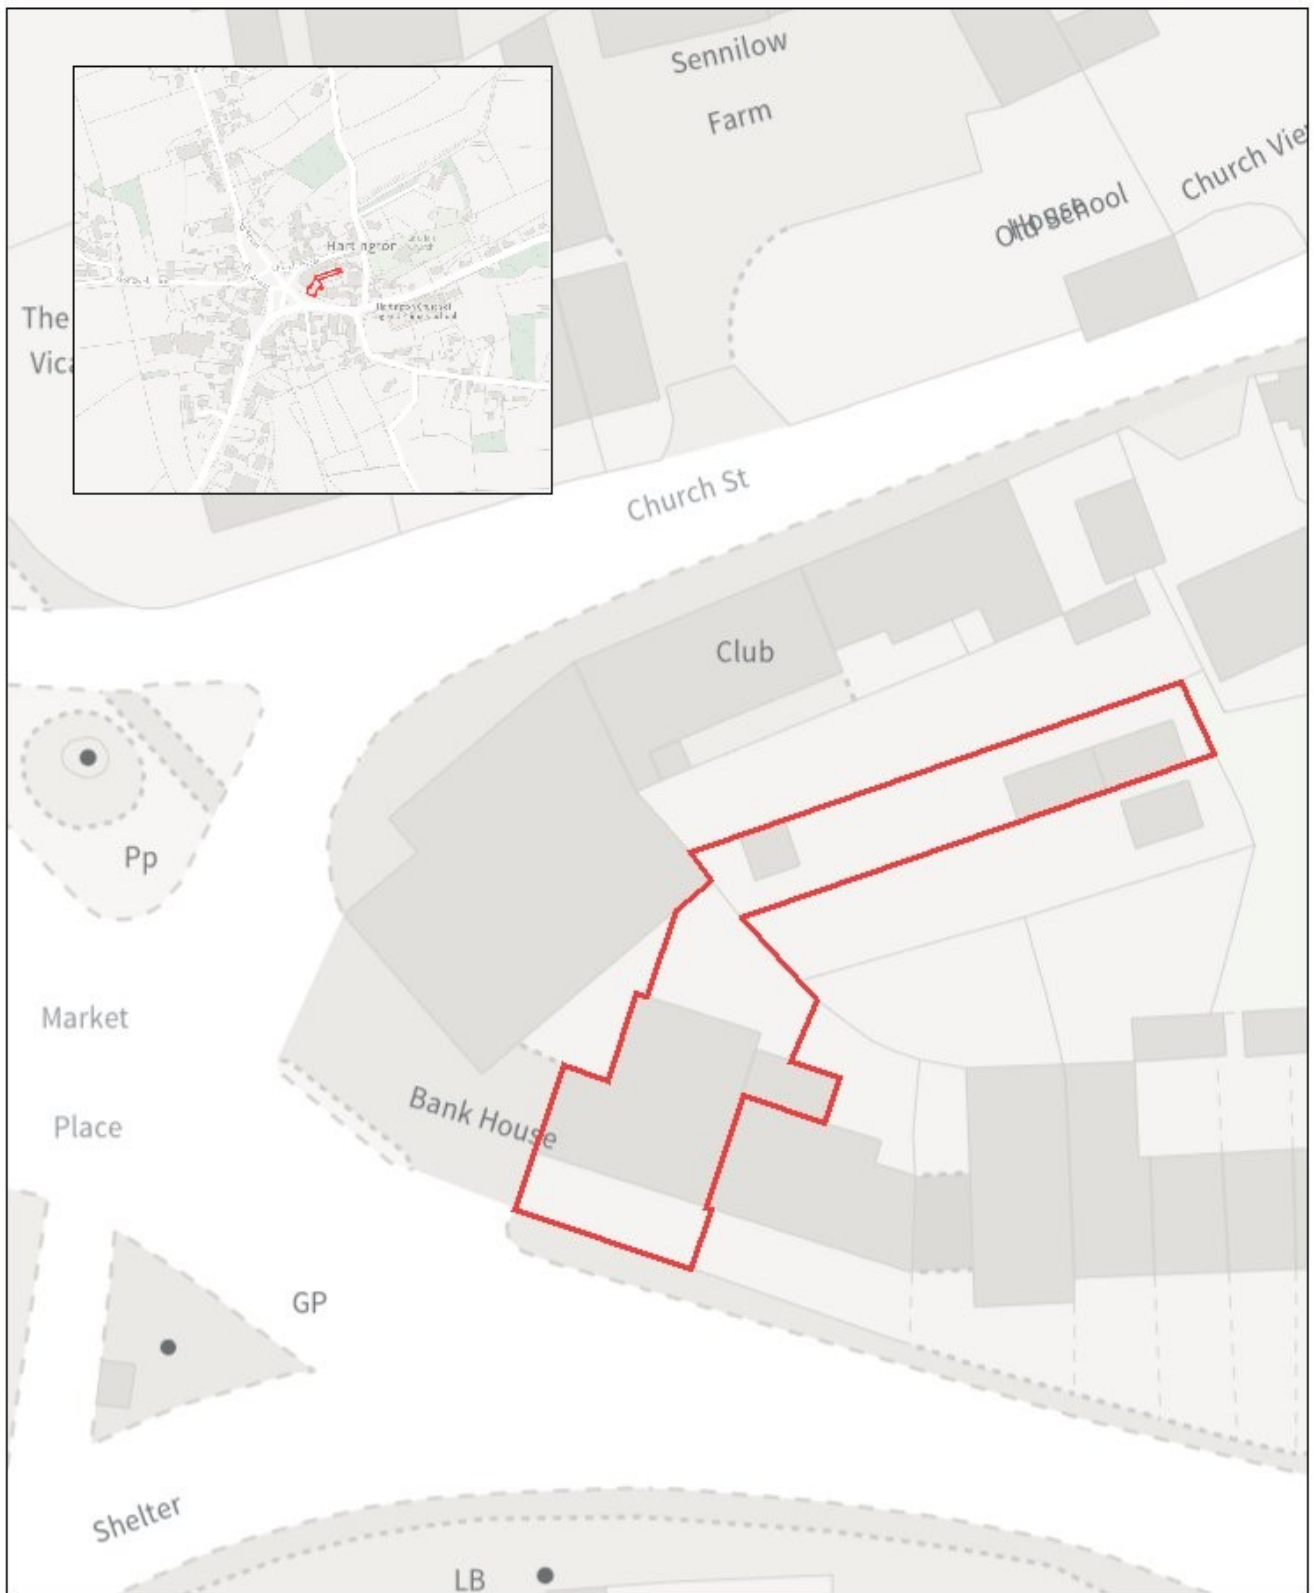 Sennilow
Farm
Church Vie
Old School
House
Hartington
The
Vica
Church St
Club
Pp
Market
Place
Bank House
GP
Shelter
LB